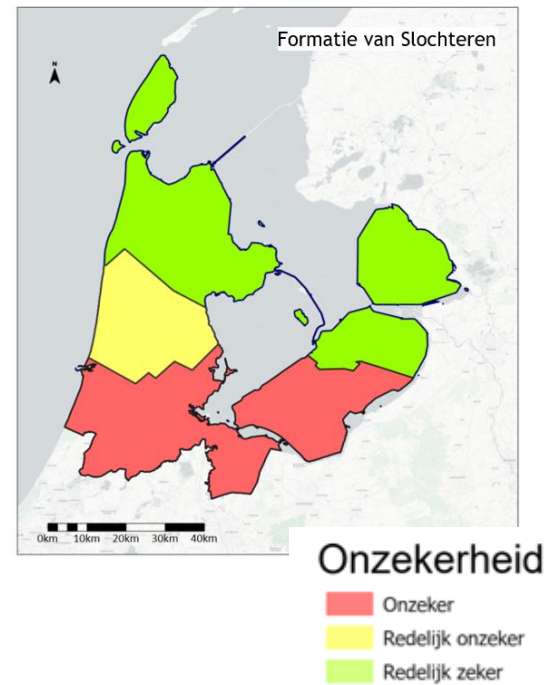 Formatie van Slochteren
N
0km 10km 20km 30km 40km
Onzekerheid
Onzeker
Redelijk onzeker
Redelijk zeker